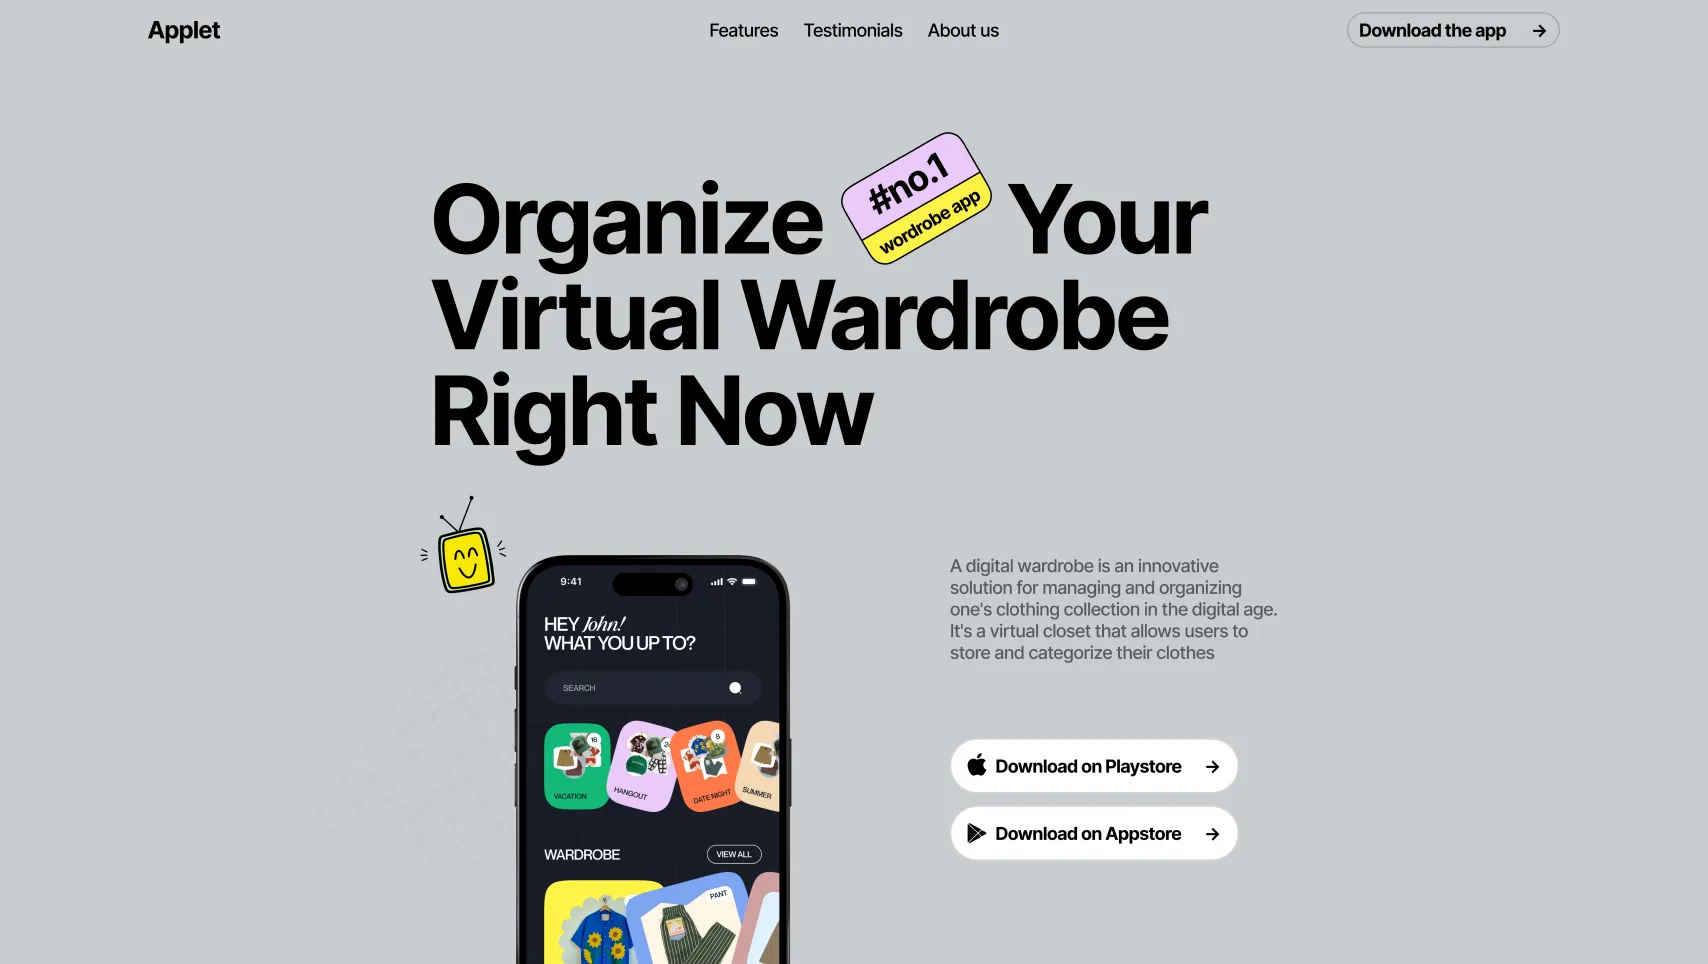 Applet
Features
Testimonials
About us
Download the app
Organize
#no.1
wordrobe app
Your
Virtual Wardrobe
Right Now
9:41
HEY John!
WHAT YOU UP TO?
SEARCH
16
VACATION
HANGOUT
8
DATE NIGHT
SUMMER
WARDROBE
VIEW ALL
PANT
A digital wardrobe is an innovative
solution for managing and organizing
one's clothing collection in the digital age.
It's a virtual closet that allows users to
store and categorize their clothes
Download on Playstore
Download on Appstore